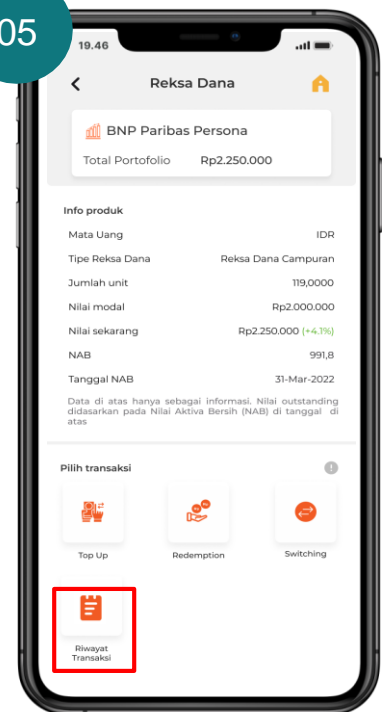 05
19.46
Reksa Dana
BNP Paribas Persona
Total Portofolio Rp2.250.000
Info produk
Mata Uang IDR
Tipe Reksa Dana Reksa Dana Campuran
Jumlah unit 119,0000
Nilai modal Rp2.000.000
Nilai sekarang Rp2.250.000 (+4.1%)
NAB 991,8
Tanggal NAB 31-Mar-2022
Data di atas hanya sebagai informasi. Nilai outstanding
didasarkan pada Nilai Aktiva Bersih (NAB) di tanggal di
atas
Pilih transaksi
Top Up Redemption Switching
Riwayat
Transaksi